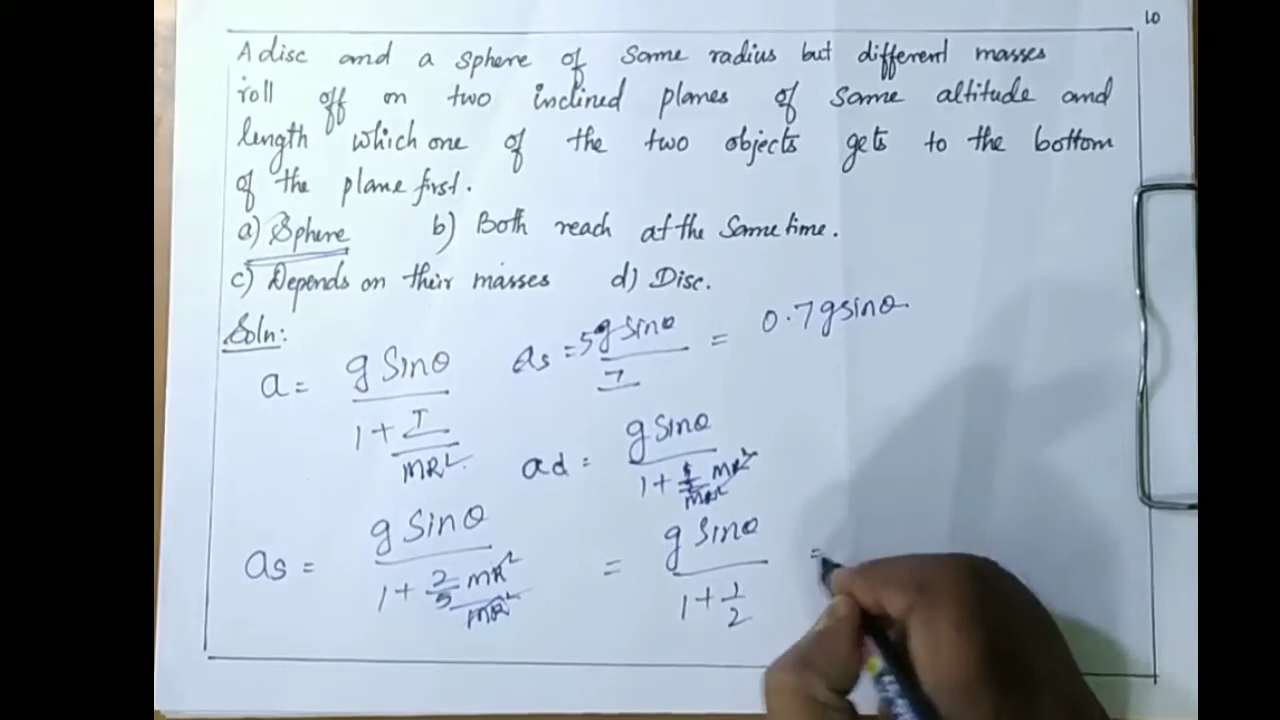 10
A disc and a sphere of same radius but different masses
roll off on two inclined planes of same altitude and
length which one of the two objects gets to the bottom
of the plane first.
a) Sphere b) Both reach at the Same time.
c) Depends on their masses d) Disc.
Soln:
a = g Sinθ / 1 + I / MR²
as = 5g Sinθ / 7 = 0.7g sinθ
ad = g Sinθ / 1 + 1/2 MR² / MR²
as = g Sinθ / 1 + 2/5 MR² / MR²
= g Sinθ / 1 + 1/2 =